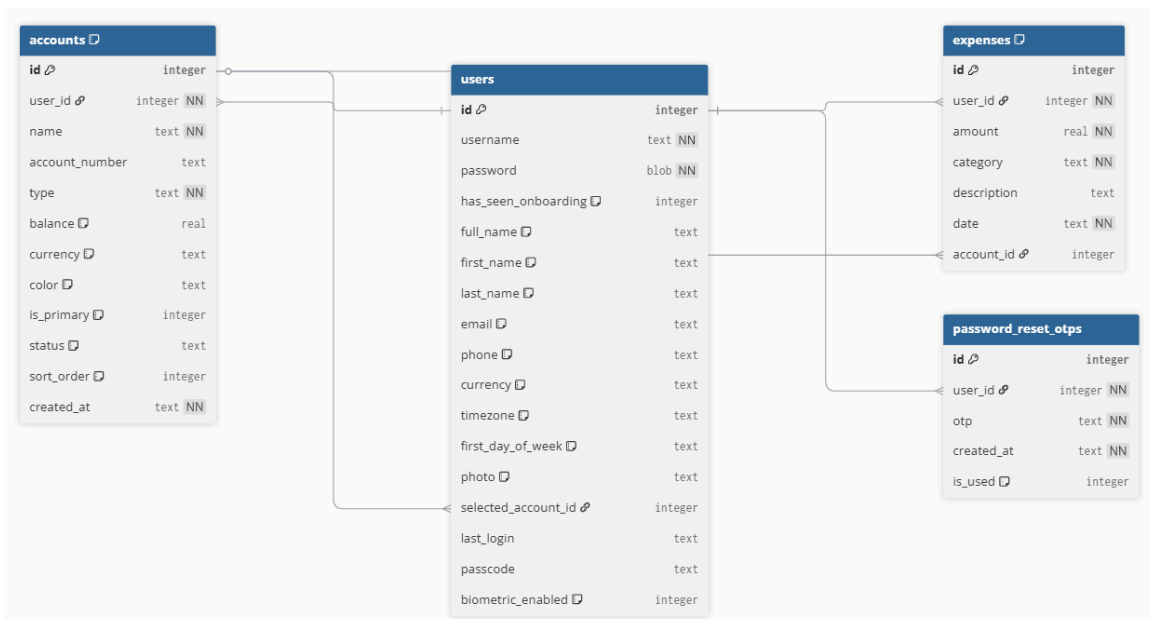 accounts
id integer
user_id integer NN
name text NN
account_number text
type text NN
balance real
currency text
color text
is_primary integer
status text
sort_order integer
created_at text NN
users
id integer
username text NN
password blob NN
has_seen_onboarding integer
full_name text
first_name text
last_name text
email text
phone text
currency text
timezone text
first_day_of_week text
photo text
selected_account_id integer
last_login text
passcode text
biometric_enabled integer
expenses
id integer
user_id integer NN
amount real NN
category text NN
description text
date text NN
account_id integer
password_reset_otps
id integer
user_id integer NN
otp text NN
created_at text NN
is_used integer